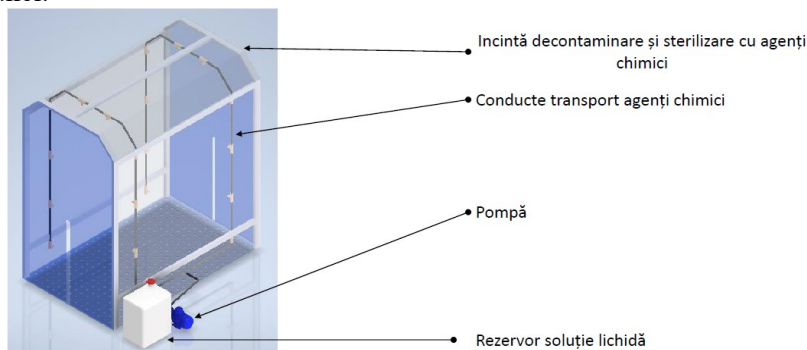 Incintă decontaminare și sterilizare cu agenți
chimici
Conducte transport agenți chimici
Pompă
Rezervor soluție lichidă